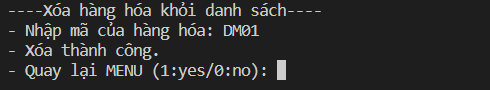 ----Xóa hàng hóa khỏi danh sách----
- Nhập mã của hàng hóa: DM01
- Xóa thành công.
- Quay lại MENU (1:yes/0:no):